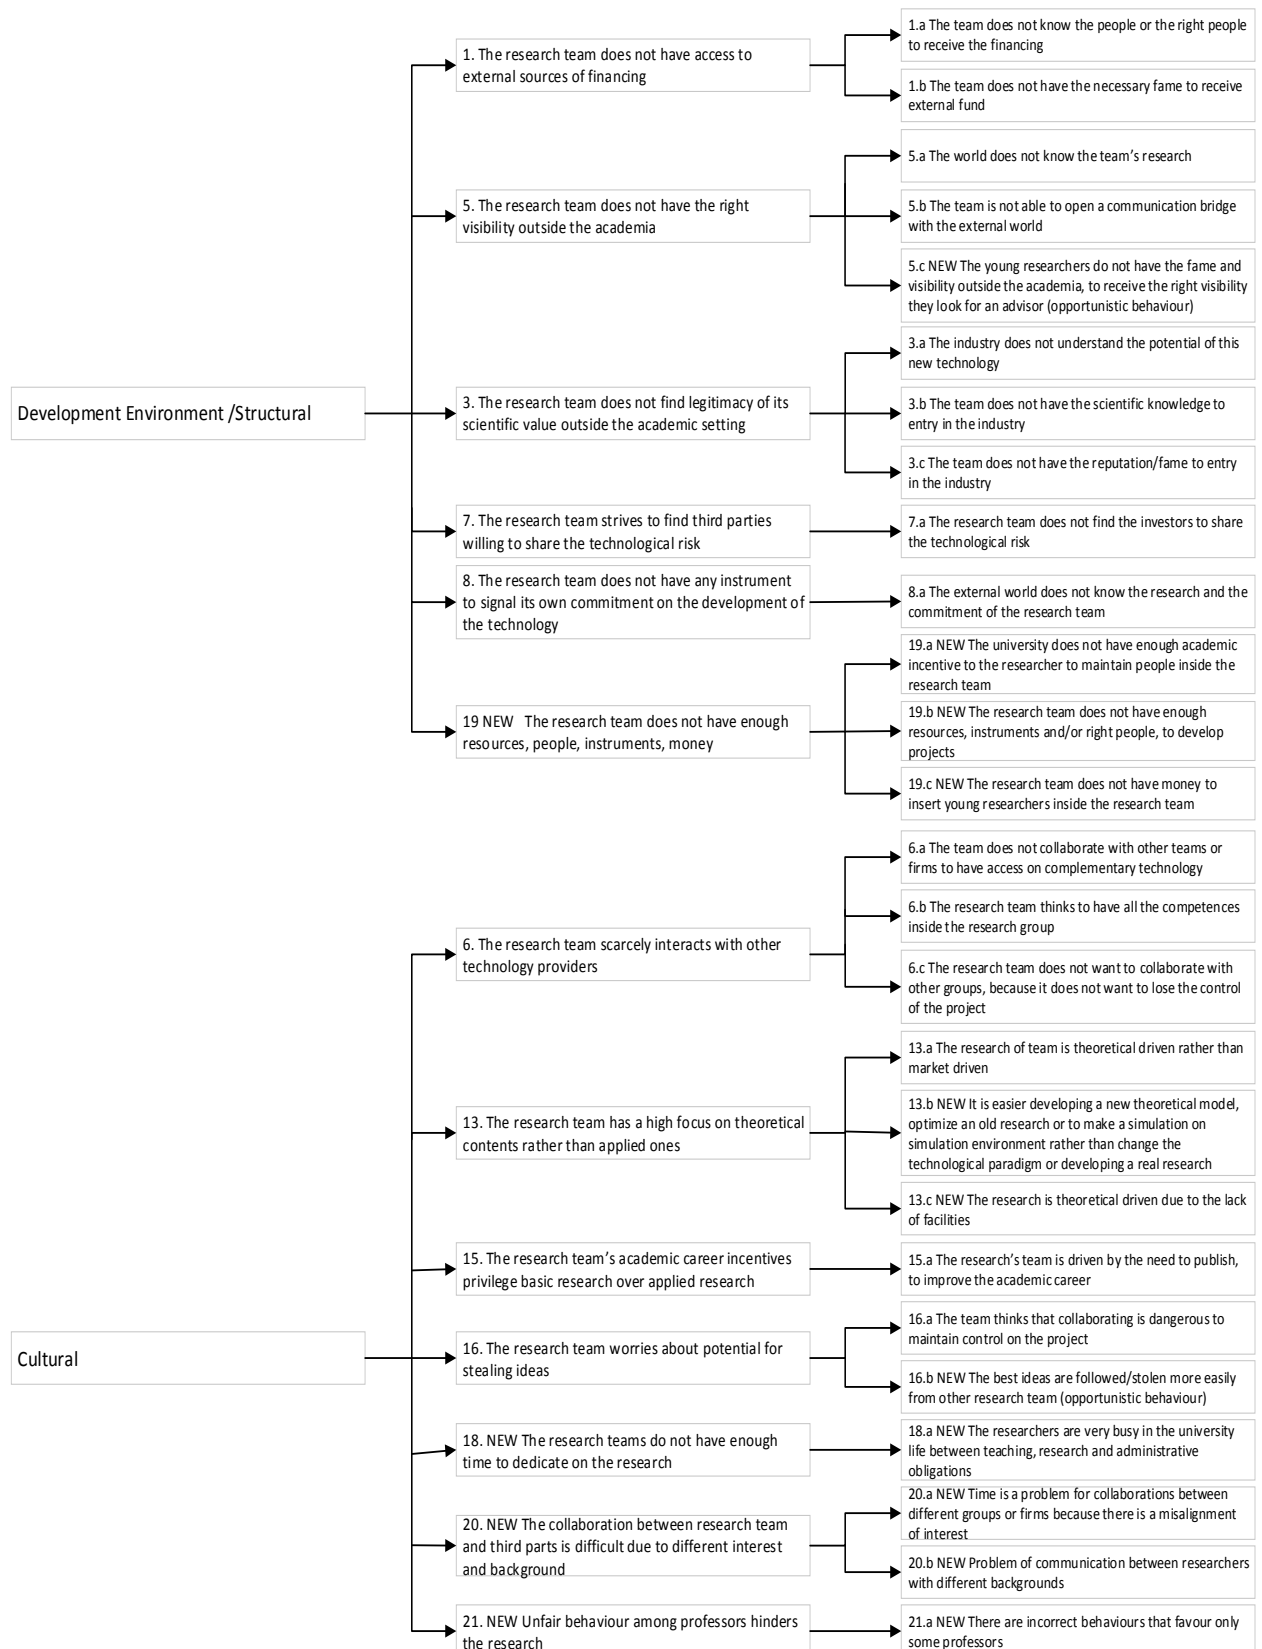 Development Environment /Structural
1. The research team does not have access to
external sources of financing
1.a The team does not know the people or the right people
to receive the financing
1.b The team does not have the necessary fame to receive
external fund
5. The research team does not have the right
visibility outside the academia
5.a The world does not know the team’s research
5.b The team is not able to open a communication bridge
with the external world
5.c NEW The young researchers do not have the fame and
visibility outside the academia, to receive the right visibility
they look for an advisor (opportunistic behaviour)
3. The research team does not find legitimacy of its
scientific value outside the academic setting
3.a The industry does not understand the potential of this
new technology
3.b The team does not have the scientific knowledge to
entry in the industry
3.c The team does not have the reputation/fame to entry
in the industry
7. The research team strives to find third parties
willing to share the technological risk
7.a The research team does not find the investors to share
the technological risk
8. The research team does not have any instrument
to signal its own commitment on the development of
the technology
8.a The external world does not know the research and the
commitment of the research team
19 NEW The research team does not have enough
resources, people, instruments, money
19.a NEW The university does not have enough academic
incentive to the researcher to maintain people inside the
research team
19.b NEW The research team does not have enough
resources, instruments and/or right people, to develop
projects
19.c NEW The research team does not have money to
insert young researchers inside the research team
Cultural
6. The research team scarcely interacts with other
technology providers
6.a The team does not collaborate with other teams or
firms to have access on complementary technology
6.b The research team thinks to have all the competences
inside the research group
6.c The research team does not want to collaborate with
other groups, because it does not want to lose the control
of the project
13. The research team has a high focus on theoretical
contents rather than applied ones
13.a The research of team is theoretical driven rather than
market driven
13.b NEW It is easier developing a new theoretical model,
optimize an old research or to make a simulation on
simulation environment rather than change the
technological paradigm or developing a real research
13.c NEW The research is theoretical driven due to the lack
of facilities
15. The research team’s academic career incentives
privilege basic research over applied research
15.a The research’s team is driven by the need to publish,
to improve the academic career
16. The research team worries about potential for
stealing ideas
16.a The team thinks that collaborating is dangerous to
maintain control on the project
16.b NEW The best ideas are followed/stolen more easily
from other research team (opportunistic behaviour)
18. NEW The research teams do not have enough
time to dedicate on the research
18.a NEW The researchers are very busy in the university
life between teaching, research and administrative
obligations
20. NEW The collaboration between research team
and third parts is difficult due to different interest
and background
20.a NEW Time is a problem for collaborations between
different groups or firms because there is a misalignment
of interest
20.b NEW Problem of communication between researchers
with different backgrounds
21. NEW Unfair behaviour among professors hinders
the research
21.a NEW There are incorrect behaviours that favour only
some professors